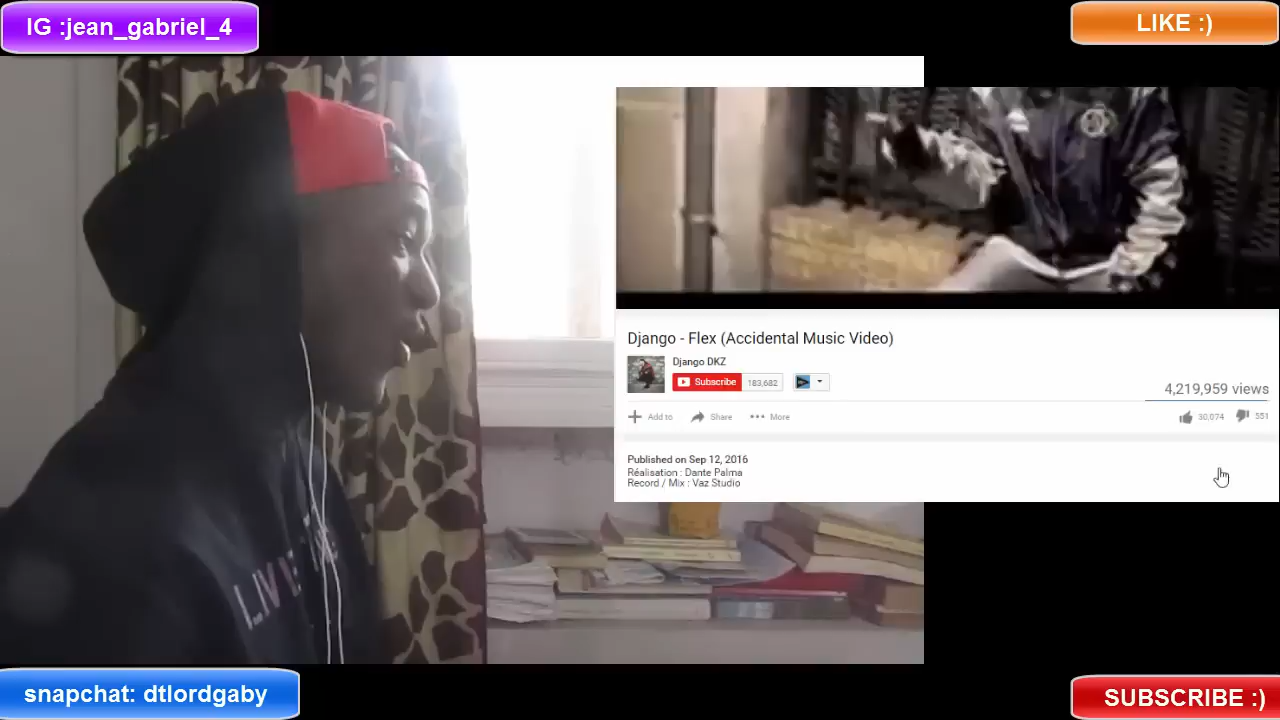 IG :jean_gabriel_4
LIKE :)
Django - Flex (Accidental Music Video)
Django DKZ
Subscribe 183,682
4,219,959 views
Add to Share More 30,074 551
Published on Sep 12, 2016
Réalisation : Dante Palma
Record / Mix : Vaz Studio
LIVE
snapchat: dtlordgaby
SUBSCRIBE :)